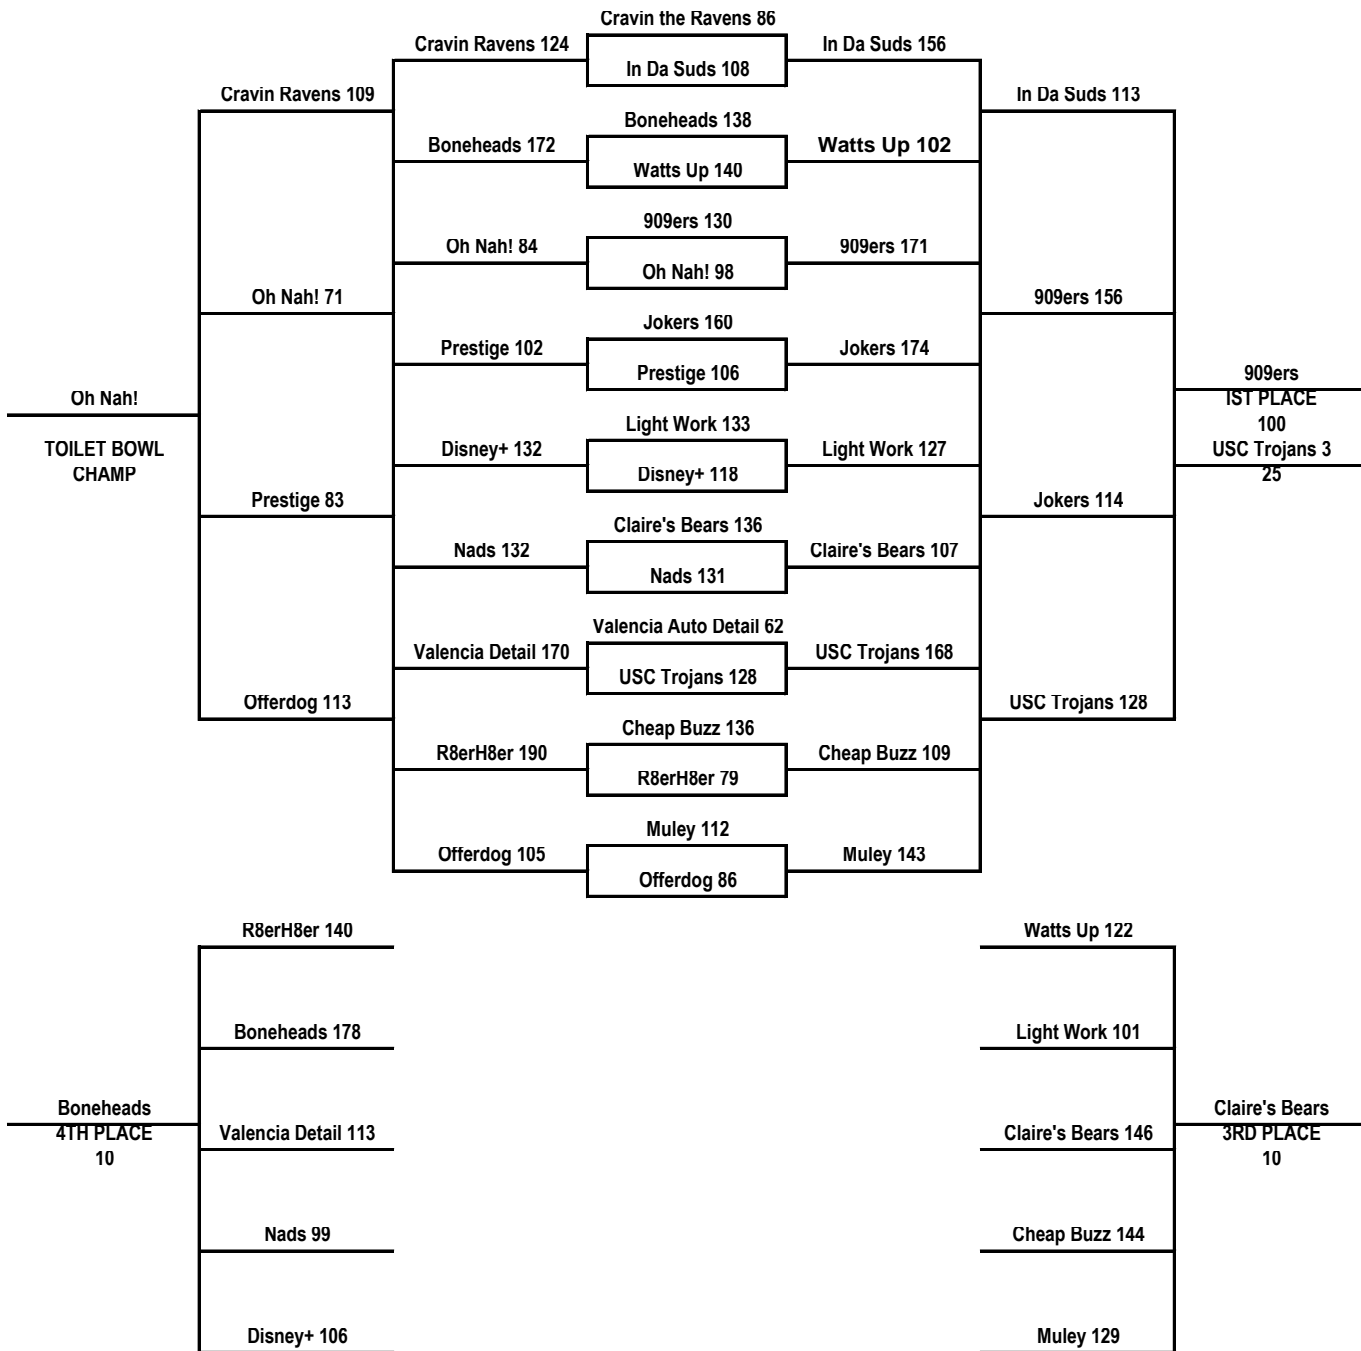 Cravin the Ravens 86
Cravin Ravens 124
In Da Suds 156
In Da Suds 108
Cravin Ravens 109
In Da Suds 113
Boneheads 138
Boneheads 172
Watts Up 102
Watts Up 140
909ers 130
Oh Nah! 84
909ers 171
Oh Nah! 98
Oh Nah! 71
909ers 156
Jokers 160
Prestige 102
Jokers 174
Prestige 106
909ers
Oh Nah!
IST PLACE
100
Light Work 133
TOILET BOWL
Disney+ 132
Light Work 127
USC Trojans 3
CHAMP
Disney+ 118
25
Prestige 83
Jokers 114
Claire's Bears 136
Nads 132
Claire's Bears 107
Nads 131
Valencia Auto Detail 62
Valencia Detail 170
USC Trojans 168
USC Trojans 128
Offerdog 113
USC Trojans 128
Cheap Buzz 136
R8erH8er 190
Cheap Buzz 109
R8erH8er 79
Muley 112
Offerdog 105
Muley 143
Offerdog 86
R8erH8er 140
Watts Up 122
Boneheads 178
Light Work 101
Boneheads
Claire's Bears
4TH PLACE
Valencia Detail 113
Claire's Bears 146
3RD PLACE
10
10
Nads 99
Cheap Buzz 144
Disney+ 106
Muley 129